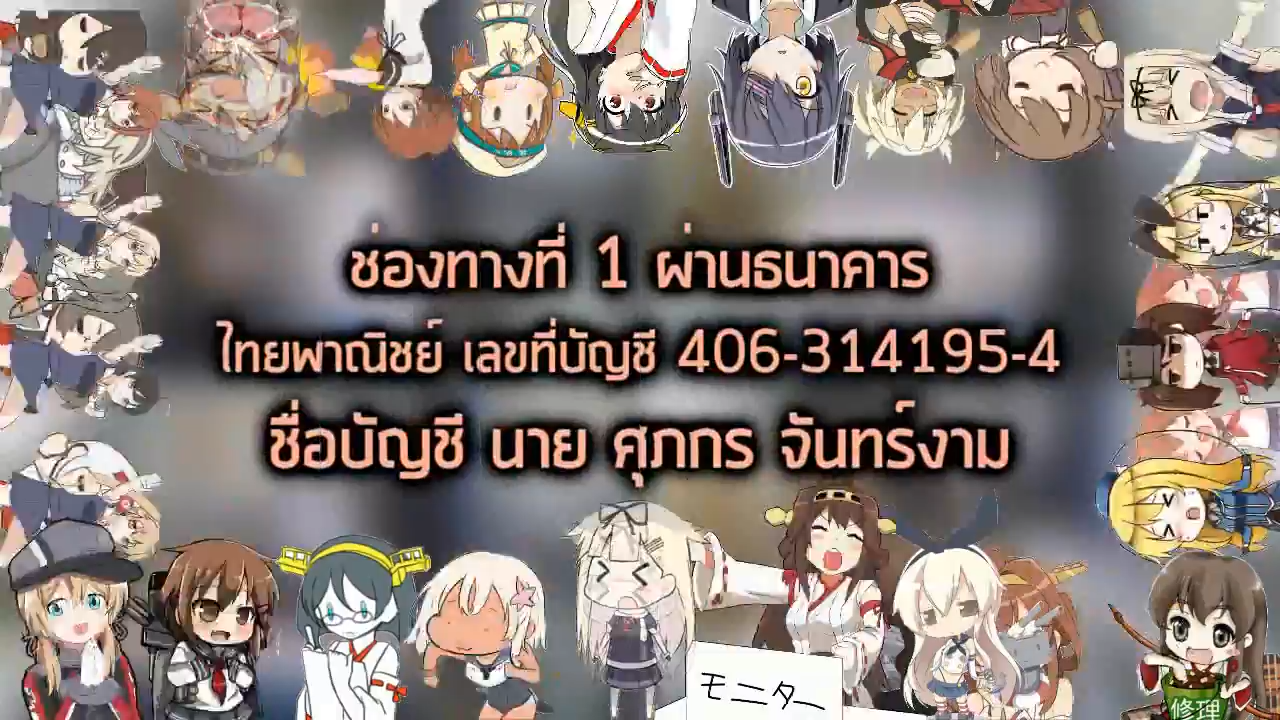 ช่องทางที่ 1 ผ่านธนาคาร
ไทยพาณิชย์ เลขที่บัญชี 406-314195-4
ชื่อบัญชี นาย ศุภกร จันทร์งาม
モニター
修理